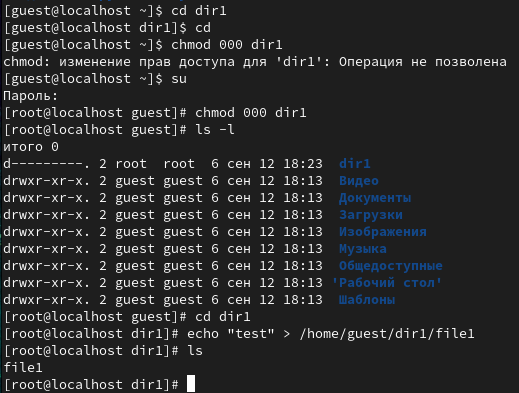 [guest@localhost ~]$ cd dir1
[guest@localhost dir1]$ cd
[guest@localhost ~]$ chmod 000 dir1
chmod: изменение прав доступа для 'dir1': Операция не позволена
[guest@localhost ~]$ su
Пароль:
[root@localhost guest]# chmod 000 dir1
[root@localhost guest]# ls -l
итого 0
d---------. 2 root  root  6 сен 12 18:23  dir1
drwxr-xr-x. 2 guest guest 6 сен 12 18:13  Видео
drwxr-xr-x. 2 guest guest 6 сен 12 18:13  Документы
drwxr-xr-x. 2 guest guest 6 сен 12 18:13  Загрузки
drwxr-xr-x. 2 guest guest 6 сен 12 18:13  Изображения
drwxr-xr-x. 2 guest guest 6 сен 12 18:13  Музыка
drwxr-xr-x. 2 guest guest 6 сен 12 18:13  Общедоступные
drwxr-xr-x. 2 guest guest 6 сен 12 18:13 'Рабочий стол'
drwxr-xr-x. 2 guest guest 6 сен 12 18:13  Шаблоны
[root@localhost guest]# cd dir1
[root@localhost dir1]# echo "test" > /home/guest/dir1/file1
[root@localhost dir1]# ls
file1
[root@localhost dir1]#